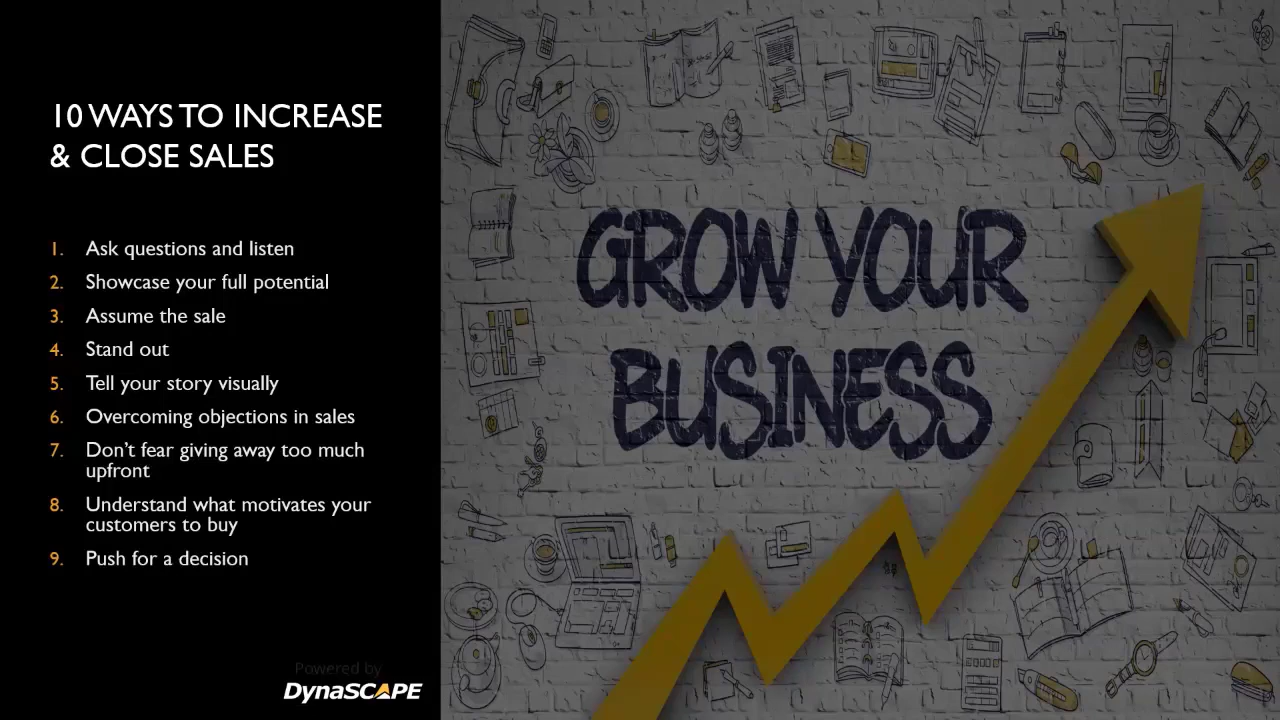 10 WAYS TO INCREASE
& CLOSE SALES
1. Ask questions and listen
2. Showcase your full potential
3. Assume the sale
4. Stand out
5. Tell your story visually
6. Overcoming objections in sales
7. Don’t fear giving away too much
upfront
8. Understand what motivates your
customers to buy
9. Push for a decision
GROW YOUR
BUSINESS
Powered by
DynaSCAPE